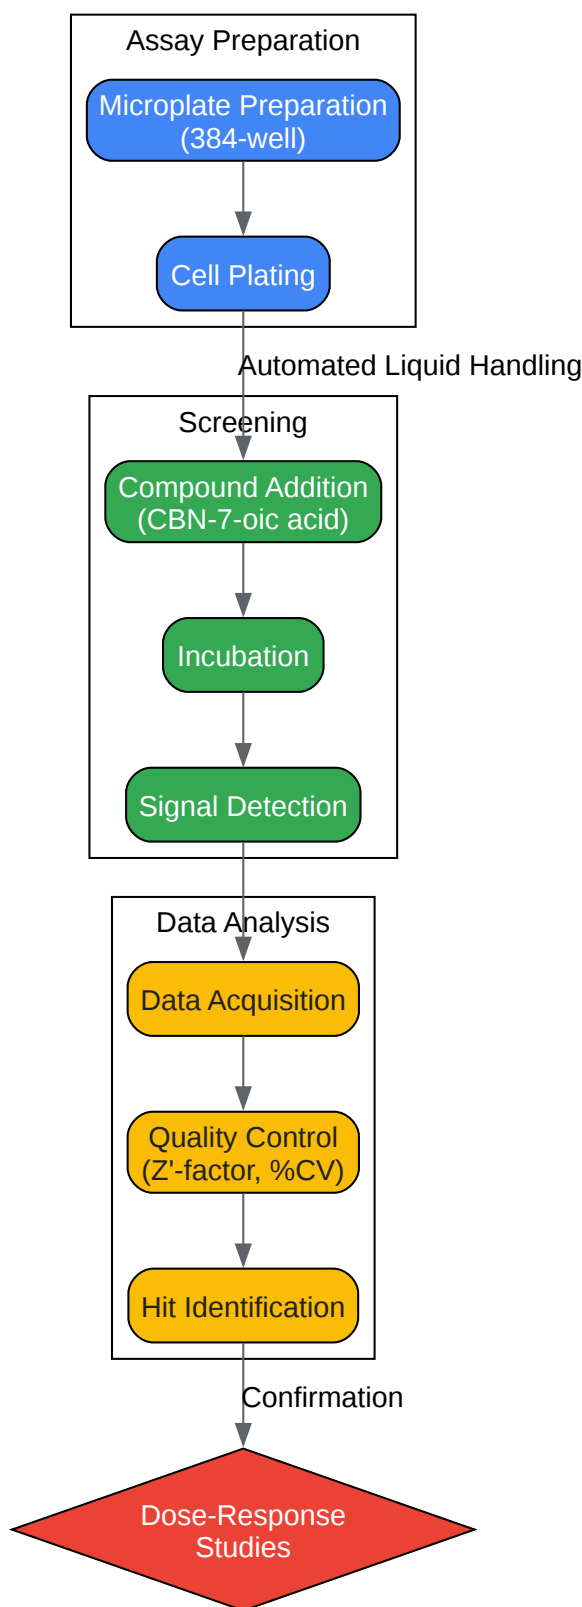 Assay Preparation
Microplate Preparation
(384-well)
Cell Plating
Automated Liquid Handling
Screening
Compound Addition
(CBN-7-oic acid)
Incubation
Signal Detection
Data Analysis
Data Acquisition
Quality Control
(Z'-factor, %CV)
Hit Identification
Confirmation
Dose-Response
Studies